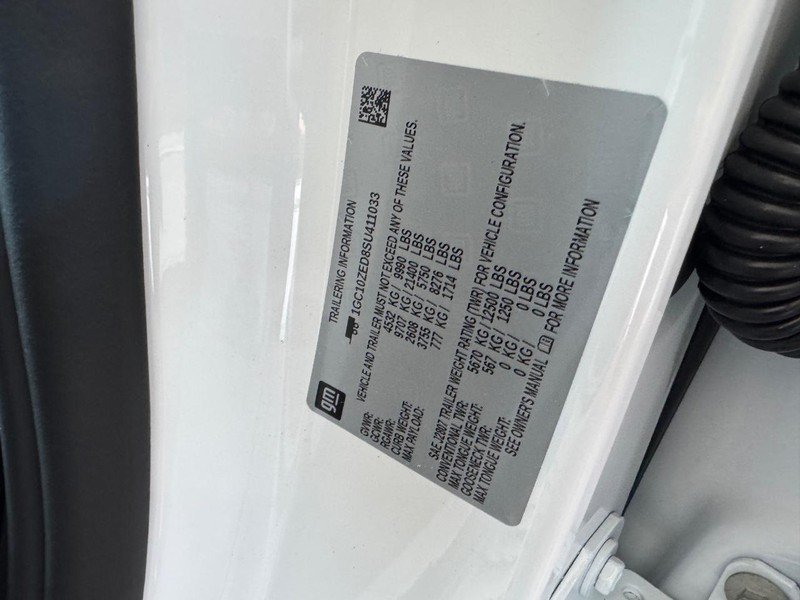 gm
TRAILERING INFORMATION
1GC10ZED8SU411033
VEHICLE AND TRAILER MUST NOT EXCEED ANY OF THESE VALUES.
GVWR: 4532 KG / 9990 LBS
GCWR: 9707 KG / 21400 LBS
RGAWR: 2608 KG / 5750 LBS
CURB WEIGHT: 3755 KG / 8276 LBS
MAX PAYLOAD: 777 KG / 1714 LBS
SAE J2807 TRAILER WEIGHT RATING (TWR) FOR VEHICLE CONFIGURATION.
CONVENTIONAL TWR: 5670 KG / 12500 LBS
MAX TONGUE WEIGHT: 567 KG / 1250 LBS
GOOSENECK TWR: 0 KG / 0 LBS
MAX TONGUE WEIGHT: 0 KG / 0 LBS
SEE OWNER'S MANUAL FOR MORE INFORMATION